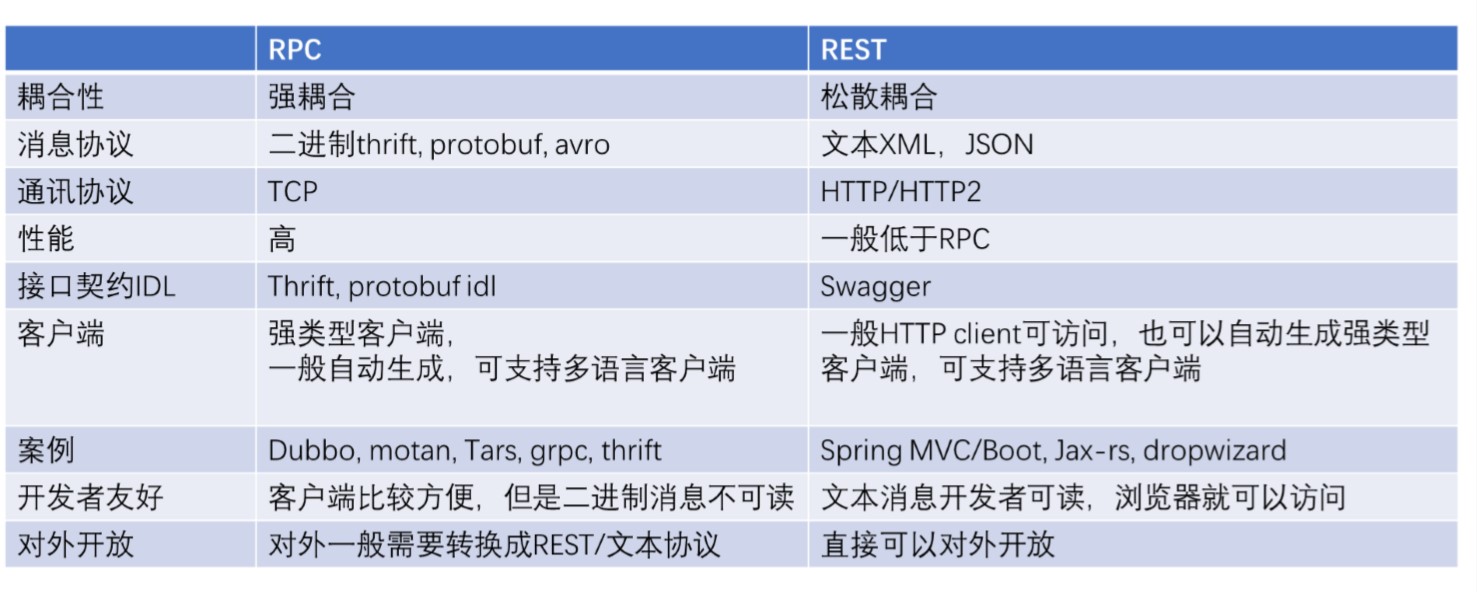 RPC REST
耦合性 强耦合 松散耦合
消息协议 二进制thrift, protobuf, avro 文本XML，JSON
通讯协议 TCP HTTP/HTTP2
性能 高 一般低于RPC
接口契约IDL Thrift, protobuf idl Swagger
客户端 强类型客户端， 一般HTTP client可访问，也可以自动生成强类型
一般自动生成，可支持多语言客户端 客户端，可支持多语言客户端
案例 Dubbo, motan, Tars, grpc, thrift Spring MVC/Boot, Jax-rs, dropwizard
开发者友好 客户端比较方便，但是二进制消息不可读 文本消息开发者可读，浏览器就可以访问
对外开放 对外一般需要转换成REST/文本协议 直接可以对外开放